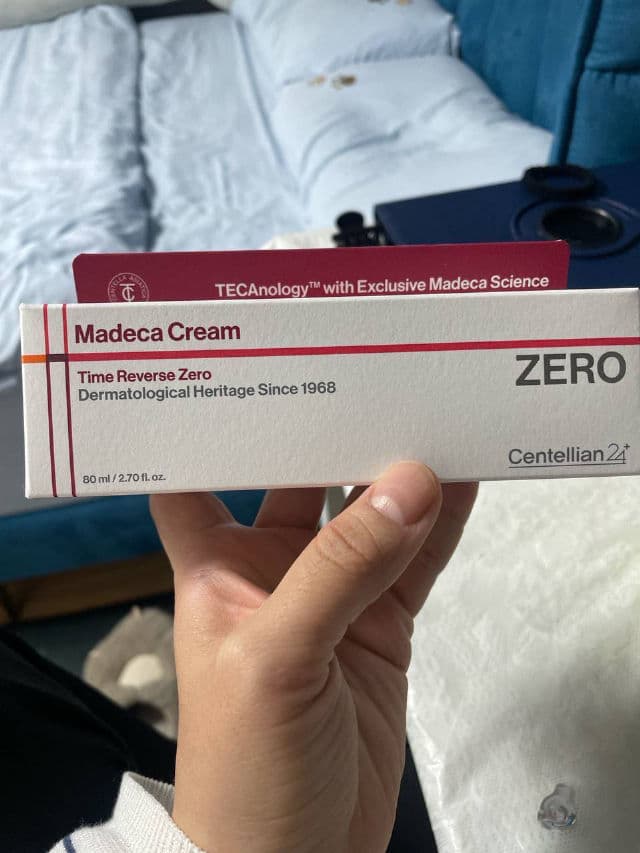 TECAnology™ with Exclusive Madeca Science
Madeca Cream
Time Reverse Zero
Dermatological Heritage Since 1968
ZERO
80 ml / 2.70 fl. oz.
Centellian24+